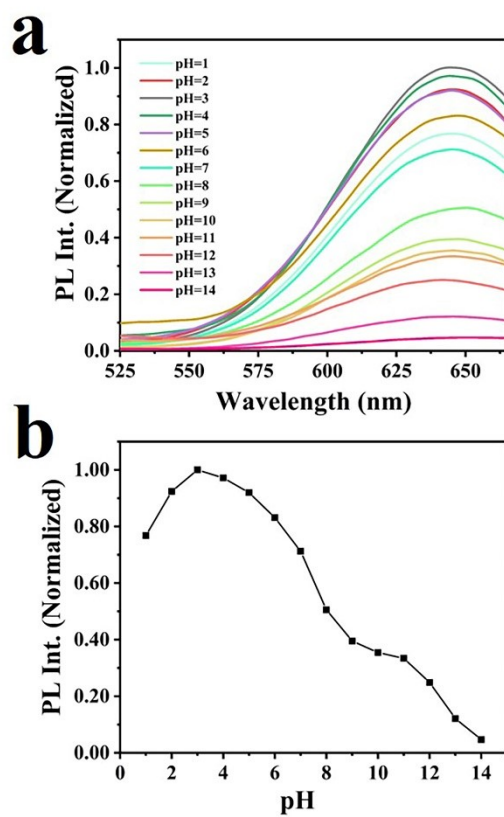 a
PL Int. (Normalized)
1.0
0.8
0.6
0.4
0.2
0.0
pH=1
pH=2
pH=3
pH=4
pH=5
pH=6
pH=7
pH=8
pH=9
pH=10
pH=11
pH=12
pH=13
pH=14
525 550 575 600 625 650
Wavelength (nm)
b
PL Int. (Normalized)
1.00
0.80
0.60
0.40
0.20
0.00
0 2 4 6 8 10 12 14
pH